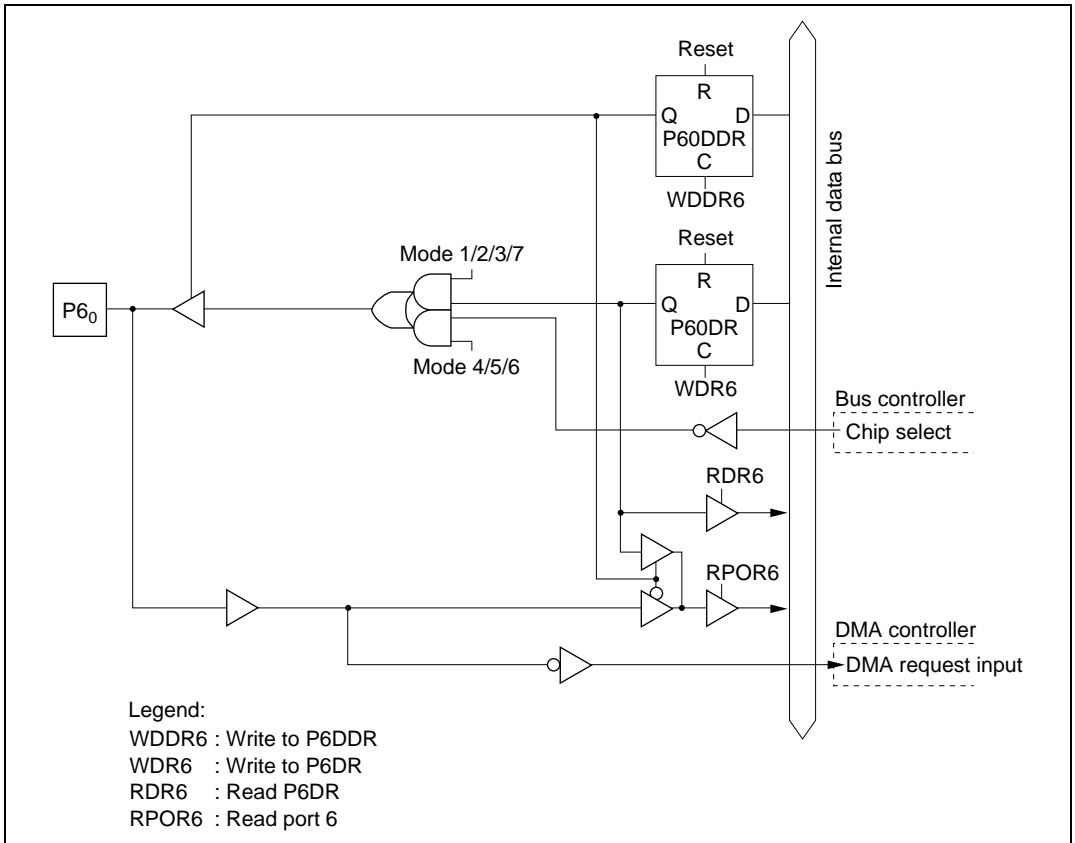 Reset
R
Q D
P60DDR
C
WDDR6
Internal data bus
Reset
Mode 1/2/3/7
R
P6₀
Q D
P60DR
C
Mode 4/5/6
WDR6
Bus controller
Chip select
RDR6
RPOR6
DMA controller
DMA request input
Legend:
WDDR6 : Write to P6DDR
WDR6 : Write to P6DR
RDR6 : Read P6DR
RPOR6 : Read port 6